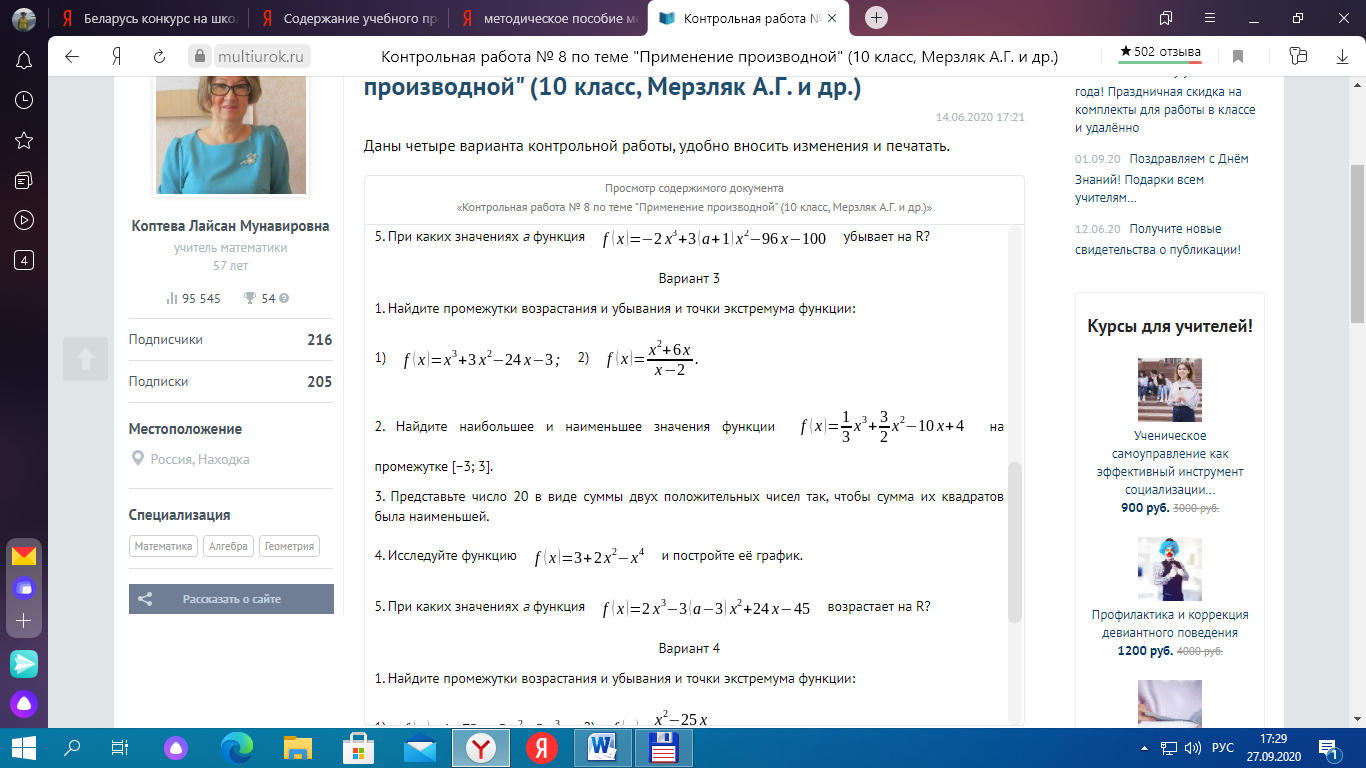 Беларусь конкурс на шко
Содержание учебного пр
методическое пособие ме
Контрольная работа №
multiurok.ru
Контрольная работа № 8 по теме "Применение производной" (10 класс, Мерзляк А.Г. и др.)
★502 отзыва
производной" (10 класс, Мерзляк А.Г. и др.)
14.06.2020 17:21
Даны четыре варианта контрольной работы, удобно вносить изменения и печатать.
Просмотр содержимого документа
«Контрольная работа № 8 по теме "Применение производной" (10 класс, Мерзляк А.Г. и др.)»
5. При каких значениях а функция f(x)=−2x³+3(a+1)x²−96x−100 убывает на R?
Вариант 3
1. Найдите промежутки возрастания и убывания и точки экстремума функции:
1) f(x)=x³+3x²−24x−3; 2) f(x)=(x²+6x)/(x−2).
2. Найдите наибольшее и наименьшее значения функции f(x)=1/3x³+3/2x²−10x+4 на
промежутке [−3; 3].
3. Представьте число 20 в виде суммы двух положительных чисел так, чтобы сумма их квадратов
была наименьшей.
4. Исследуйте функцию f(x)=3+2x²−x⁴ и постройте её график.
5. При каких значениях а функция f(x)=2x³−3(a−3)x²+24x−45 возрастает на R?
Вариант 4
1. Найдите промежутки возрастания и убывания и точки экстремума функции:
x²−25x
Коптева Лайсан Мунавировна
учитель математики
57 лет
95 545
54
Подписчики 216
Подписки 205
Местоположение
Россия, Находка
Специализация
Математика
Алгебра
Геометрия
Рассказать о сайте
года! Праздничная скидка на
комплекты для работы в классе
и удалённо
01.09.20 Поздравляем с Днём
Знаний! Подарки всем
учителям...
12.06.20 Получите новые
свидетельства о публикации!
Курсы для учителей!
Ученическое
самоуправление как
эффективный инструмент
социализации...
900 руб. 3000 руб.
Профилактика и коррекция
девиантного поведения
1200 руб. 4000 руб.
4
РУС
17:29
27.09.2020
1